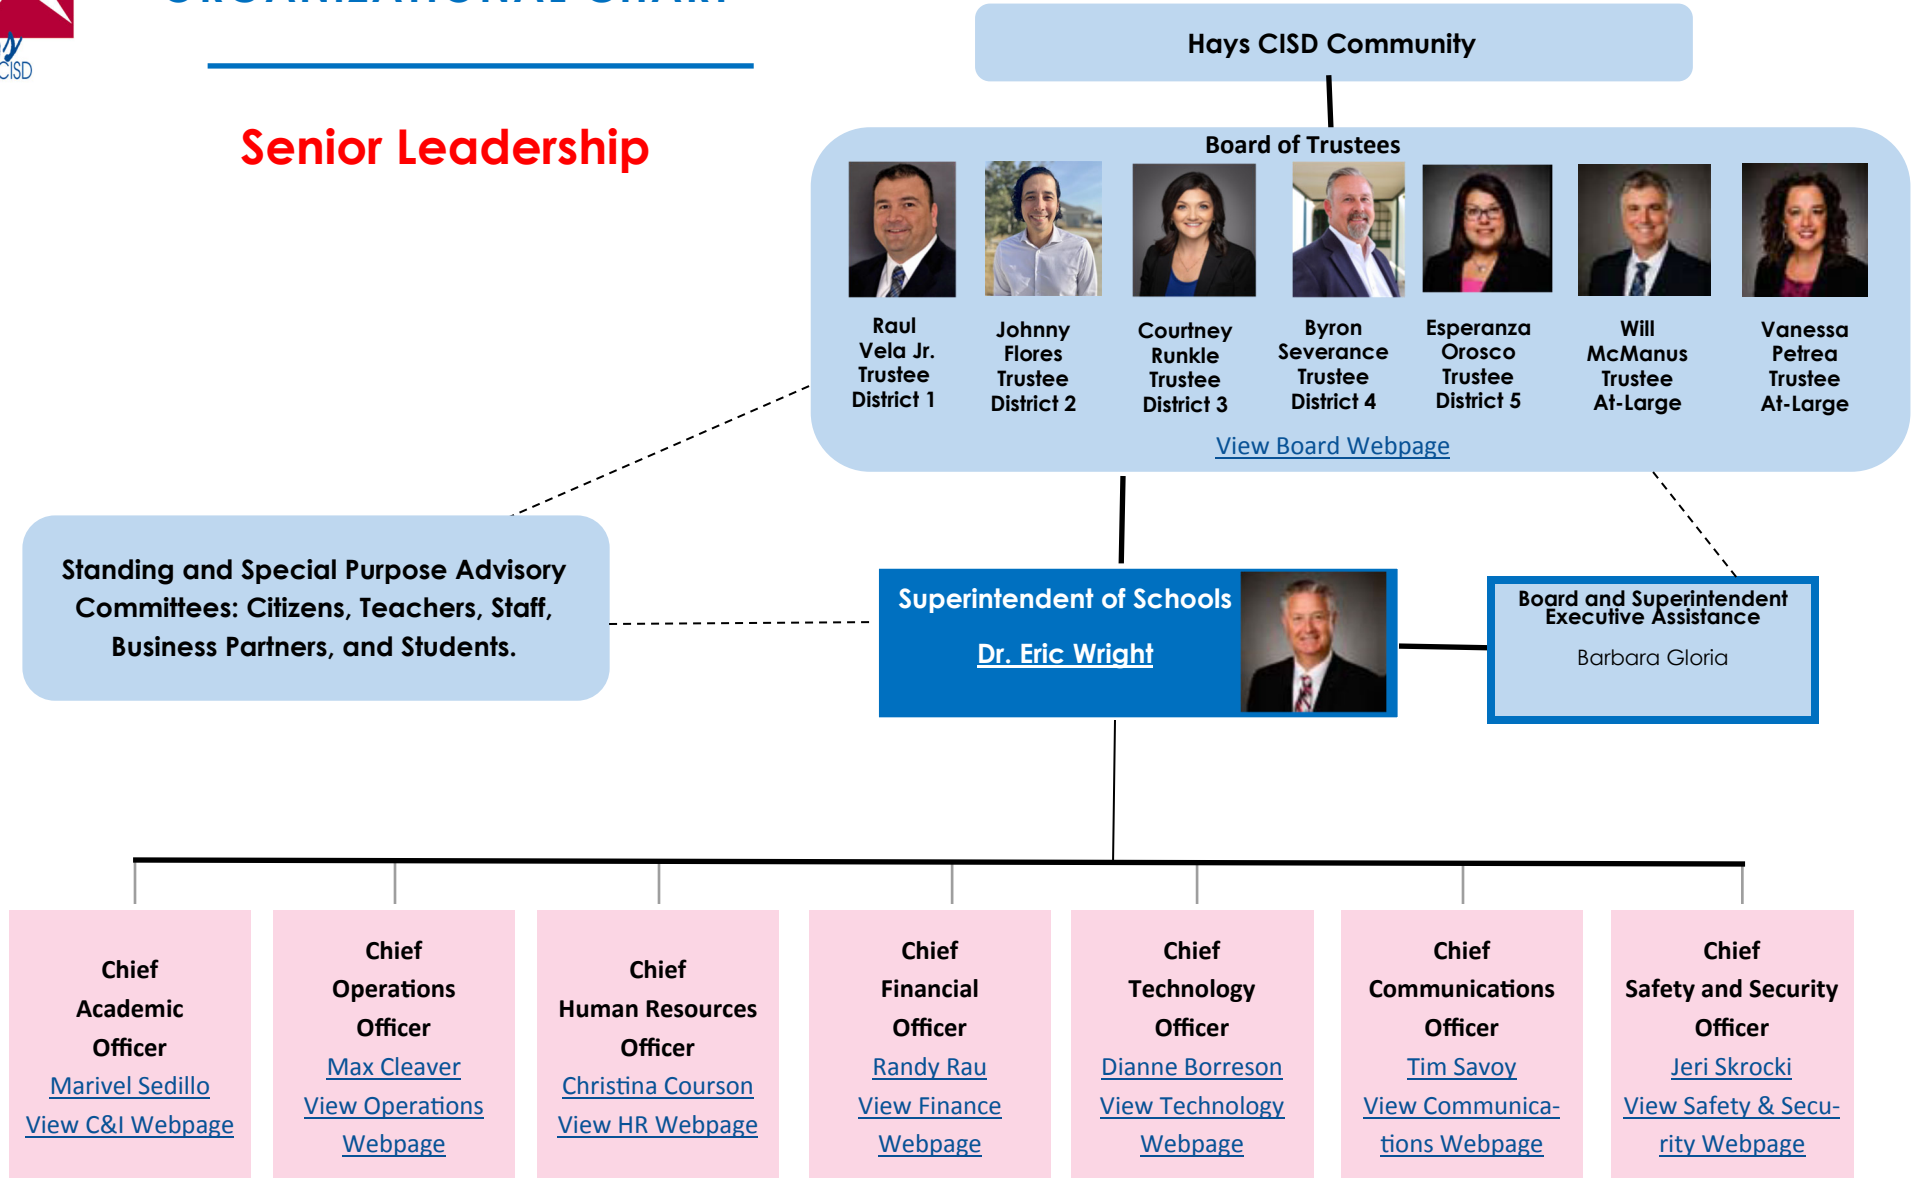 ORGANIZATIONAL CHART
CISD
Senior Leadership
Hays CISD Community
Board of Trustees
Raul
Vela Jr.
Trustee
District 1
Johnny
Flores
Trustee
District 2
Courtney
Runkle
Trustee
District 3
Byron
Severance
Trustee
District 4
Esperanza
Orosco
Trustee
District 5
Will
McManus
Trustee
At-Large
Vanessa
Petrea
Trustee
At-Large
View Board Webpage
Standing and Special Purpose Advisory
Committees: Citizens, Teachers, Staff,
Business Partners, and Students.
Superintendent of Schools
Dr. Eric Wright
Board and Superintendent
Executive Assistance
Barbara Gloria
Chief
Academic
Officer
Marivel Sedillo
View C&I Webpage
Chief
Operations
Officer
Max Cleaver
View Operations
Webpage
Chief
Human Resources
Officer
Christina Courson
View HR Webpage
Chief
Financial
Officer
Randy Rau
View Finance
Webpage
Chief
Technology
Officer
Dianne Borreson
View Technology
Webpage
Chief
Communications
Officer
Tim Savoy
View Communica-
tions Webpage
Chief
Safety and Security
Officer
Jeri Skrocki
View Safety & Secu-
rity Webpage